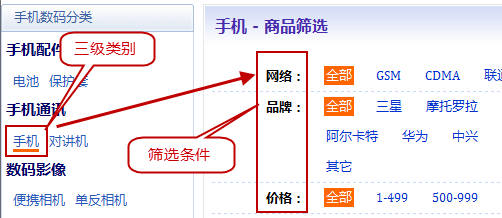 手机数码分类
手机配件
三级类别
电池 保护套
手机通讯
手机 对讲机
数码影像
便携相机 单反相机
手机 - 商品筛选
网络： 全部 GSM CDMA 联通
品牌： 全部 三星 摩托罗拉
阿尔卡特 华为 中兴
其它
筛选条件
价格： 全部 1-499 500-999